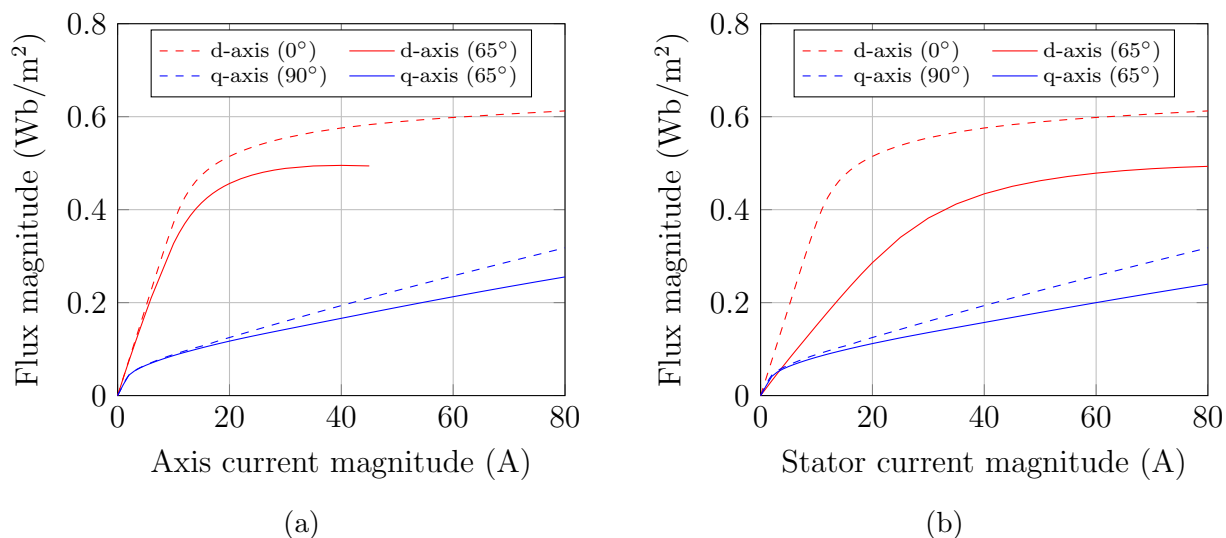 0.8
0.6
0.4
0.2
0
Flux magnitude (Wb/m²)
d-axis (0°) d-axis (65°)
q-axis (90°) q-axis (65°)
0 20 40 60 80
Axis current magnitude (A)
(a)
0.8
0.6
0.4
0.2
0
Flux magnitude (Wb/m²)
d-axis (0°) d-axis (65°)
q-axis (90°) q-axis (65°)
0 20 40 60 80
Stator current magnitude (A)
(b)